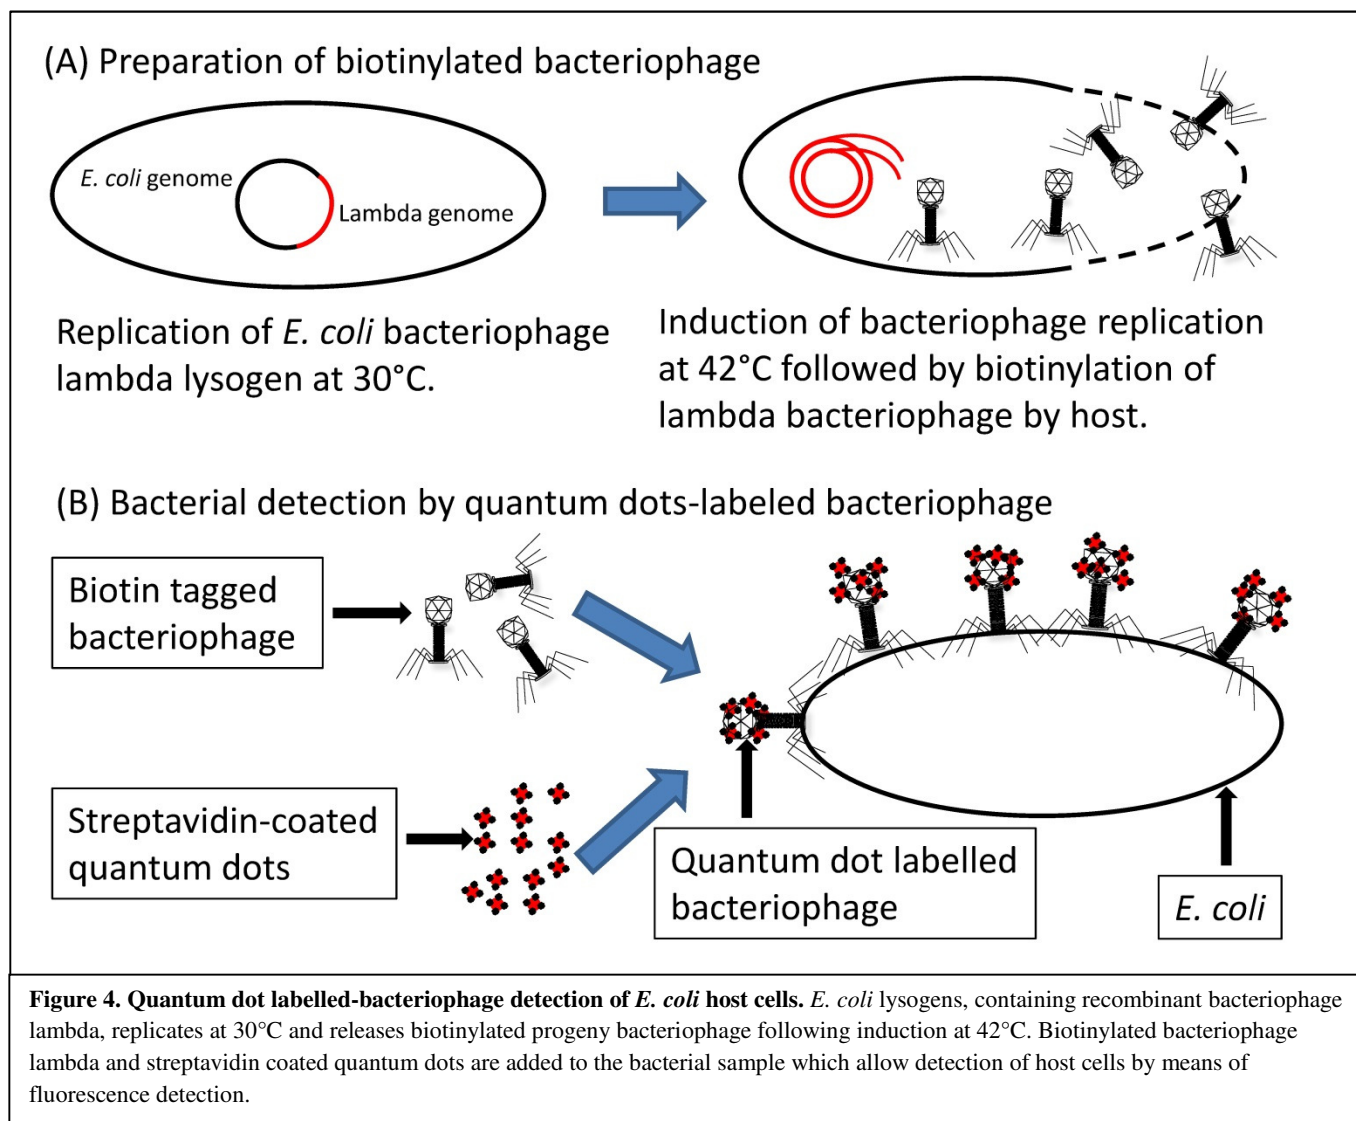 (A) Preparation of biotinylated bacteriophage
E. coli genome
Lambda genome
Replication of E. coli bacteriophage
lambda lysogen at 30°C.
Induction of bacteriophage replication
at 42°C followed by biotinylation of
lambda bacteriophage by host.
(B) Bacterial detection by quantum dots-labeled bacteriophage
Biotin tagged
bacteriophage
Streptavidin-coated
quantum dots
Quantum dot labelled
bacteriophage
E. coli
Figure 4. Quantum dot labelled-bacteriophage detection of E. coli host cells. E. coli lysogens, containing recombinant bacteriophage
lambda, replicates at 30°C and releases biotinylated progeny bacteriophage following induction at 42°C. Biotinylated bacteriophage
lambda and streptavidin coated quantum dots are added to the bacterial sample which allow detection of host cells by means of
fluorescence detection.